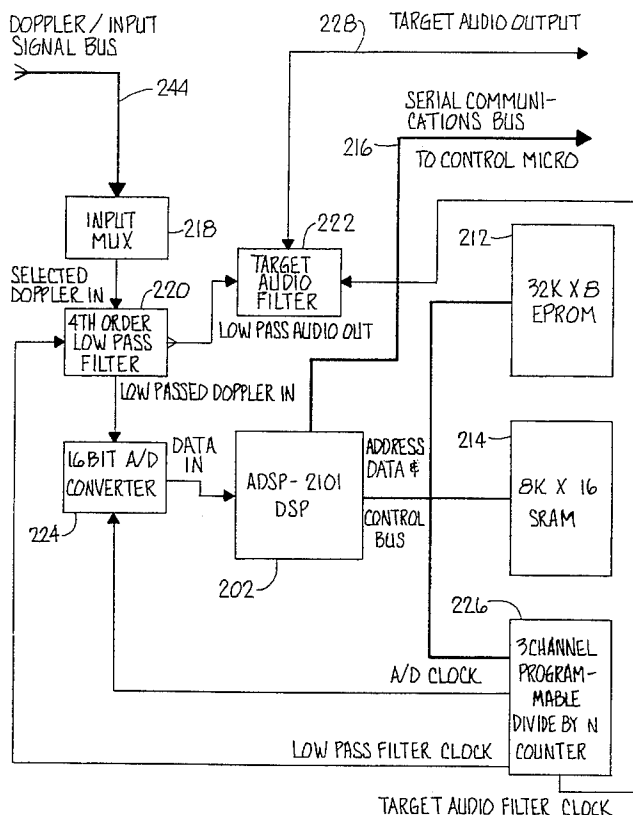 DOPPLER / INPUT
SIGNAL BUS
244
228
TARGET AUDIO OUTPUT
SERIAL COMMUNI-
CATIONS BUS
216
TO CONTROL MICRO
INPUT
MUX
218
222
TARGET
AUDIO
FILTER
212
32K X 8
EPROM
SELECTED
DOPPLER IN
220
4TH ORDER
LOW PASS
FILTER
LOW PASS AUDIO OUT
LOW PASSED DOPPLER IN
16 BIT A/D
CONVERTER
224
DATA
IN
ADSP-2101
DSP
202
ADDRESS
DATA &
CONTROL
BUS
214
8K X 16
SRAM
226
3 CHANNEL
PROGRAM-
MABLE
DIVIDE BY N
COUNTER
A/D CLOCK
LOW PASS FILTER CLOCK
TARGET AUDIO FILTER CLOCK